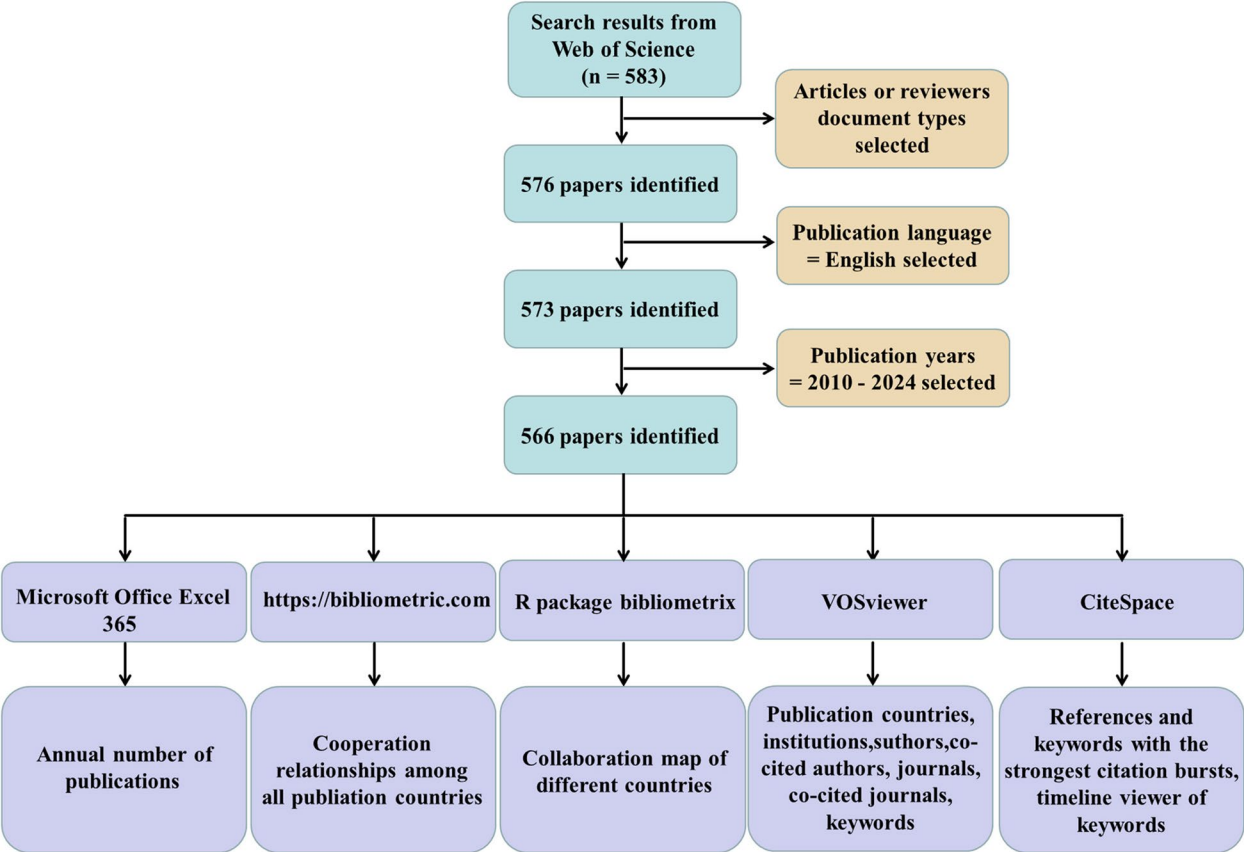 Search results from
Web of Science
(n = 583)
Articles or reviewers
document types
selected
576 papers identified
Publication language
= English selected
573 papers identified
Publication years
= 2010 - 2024 selected
566 papers identified
Microsoft Office Excel
365
https://bibliometric.com
R package bibliometrix
VOSviewer
CiteSpace
Annual number of
publications
Cooperation
relationships among
all publiation countries
Collaboration map of
different countries
Publication countries,
institutions,suthors,co-
cited authors, journals,
co-cited journals,
keywords
References and
keywords with the
strongest citation bursts,
timeline viewer of
keywords